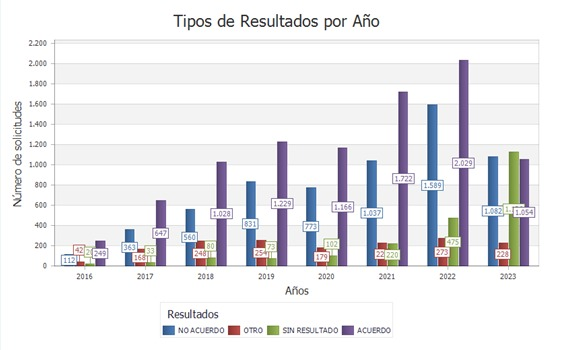 Tipos de Resultados por Año
Número de solicitudes
2.200
2.000
1.800
1.600
1.400
1.200
1.000
800
600
400
200
0
112 42 249
363 168 33 647
560 248 80 1.028
831 254 73 1.229
773 179 102 1.166
1.037 220 1.722
1.589 273 475 2.029
1.082 228 1.054
2016 2017 2018 2019 2020 2021 2022 2023
Años
Resultados
NO ACUERDO OTRO SIN RESULTADO ACUERDO